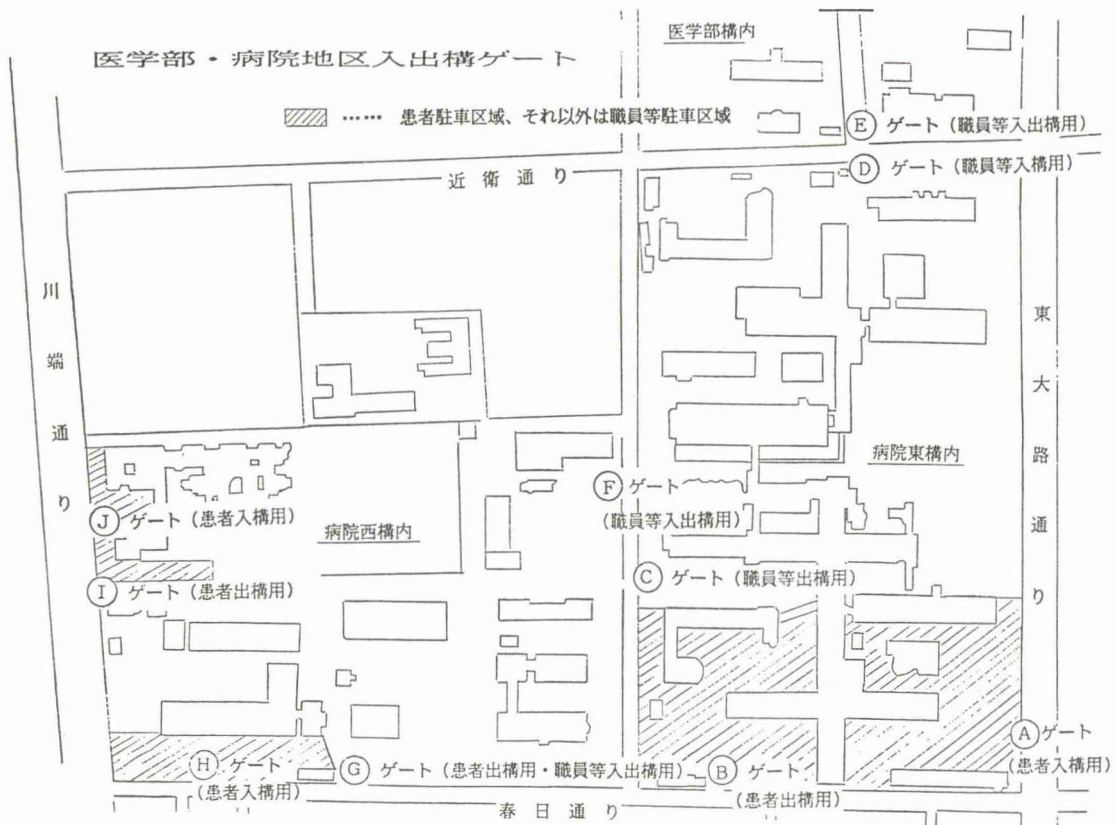 医学部・病院地区入出構ゲート
医学部構内
…… 患者駐車区域、それ以外は職員等駐車区域
E ゲート（職員等入出構用）
D ゲート（職員等入構用）
近衛通り
川端通り
東大路通り
病院東構内
F ゲート
（職員等入出構用）
J ゲート（患者入構用）
病院西構内
C ゲート（職員等出構用）
I ゲート（患者出構用）
A ゲート
（患者入構用）
H ゲート
（患者入構用）
G ゲート（患者出構用・職員等入出構用）
B ゲート
（患者出構用）
春日通り